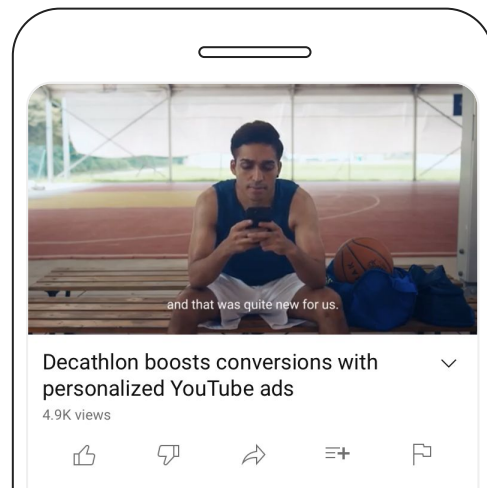 and that was quite new for us.
Decathlon boosts conversions with
personalized YouTube ads
4.9K views